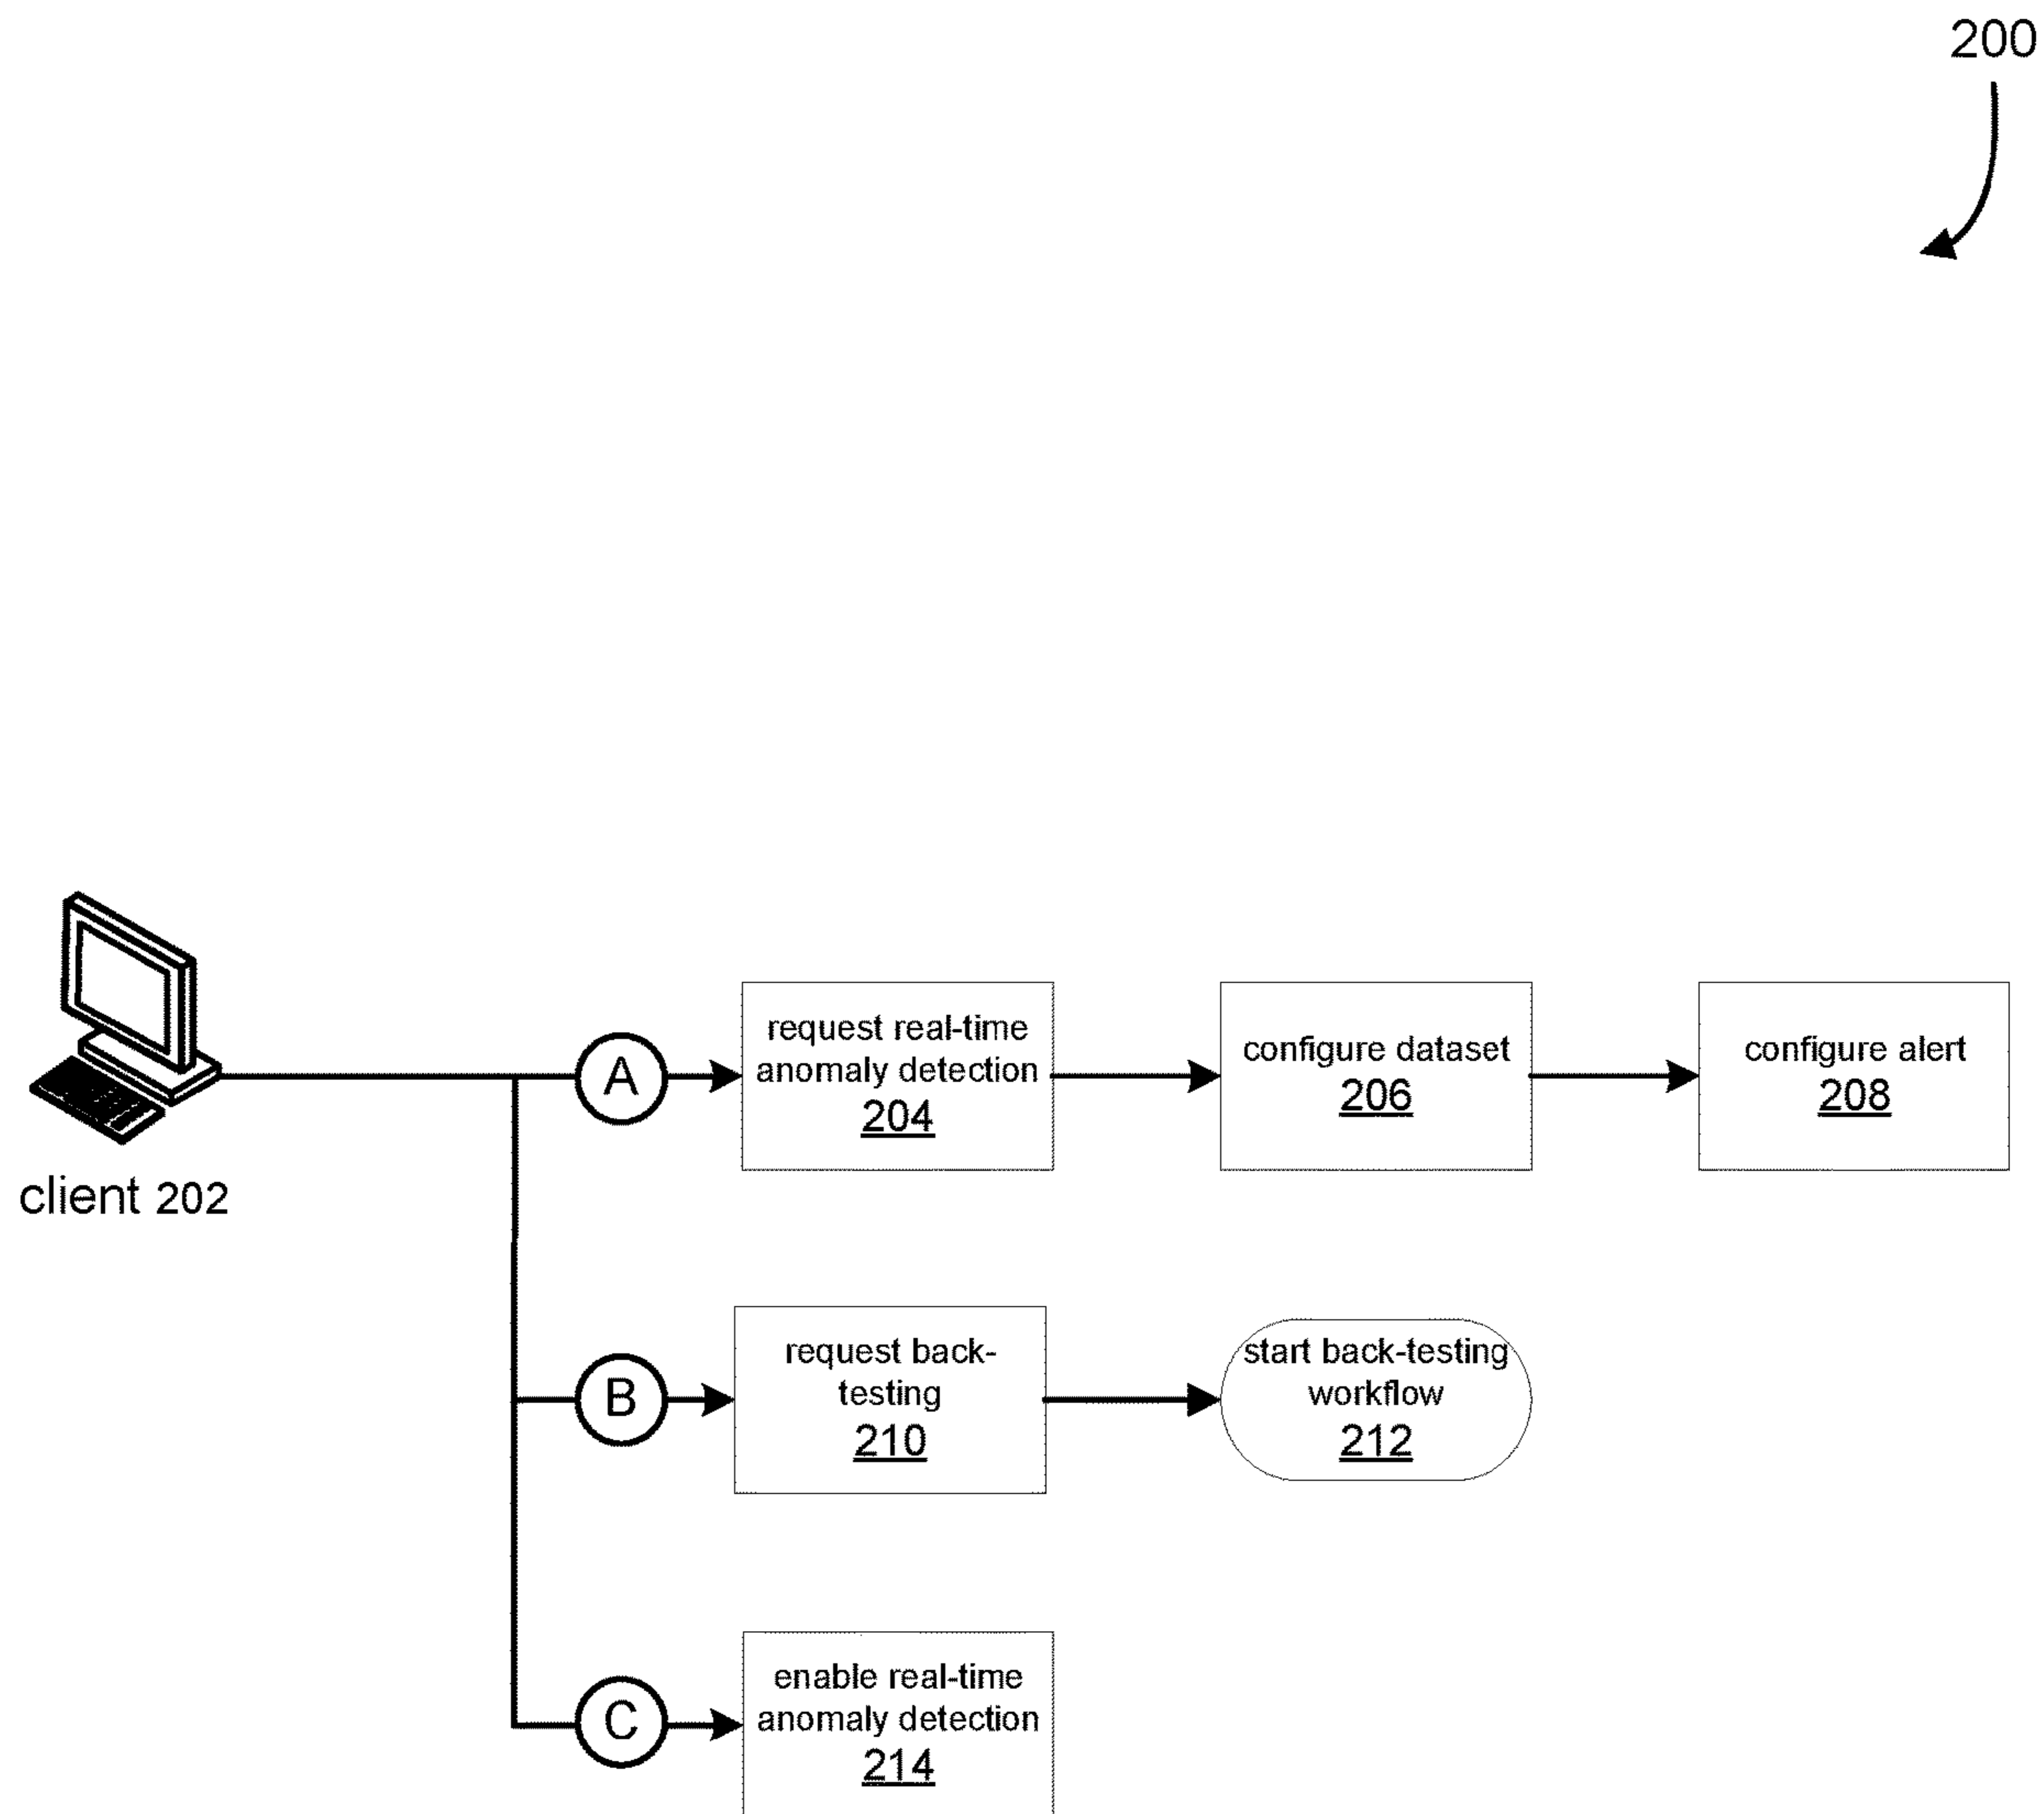 200
request real-time
anomaly detection
204
configure dataset
206
configure alert
208
A
client 202
request back-
testing
210
start back-testing
workflow
212
B
enable real-time
anomaly detection
214
C